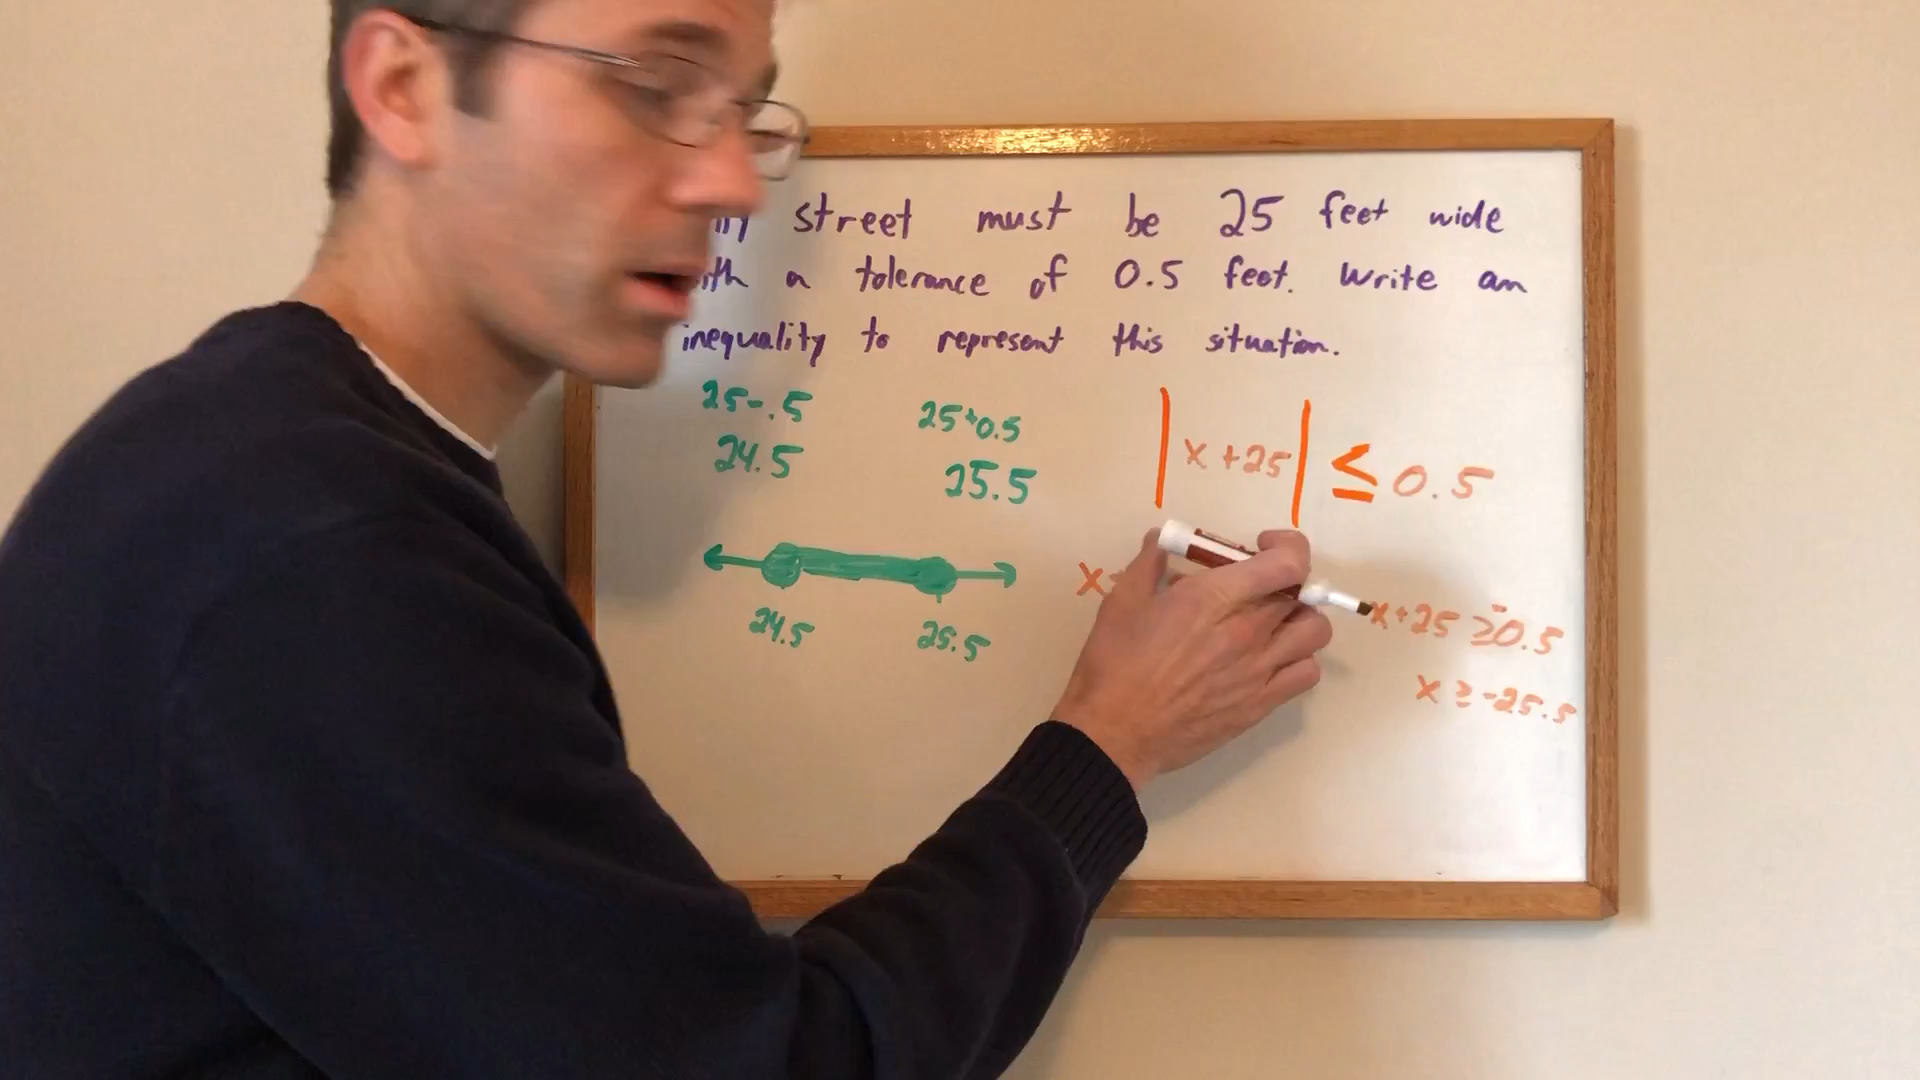 street must be 25 feet wide
a tolerance of 0.5 feet. Write an
inequality to represent this situation.
25-.5
24.5
25+0.5
25.5
24.5
25.5
|x+25| ≤ 0.5
x+25 ≥ -0.5
x ≥ -25.5